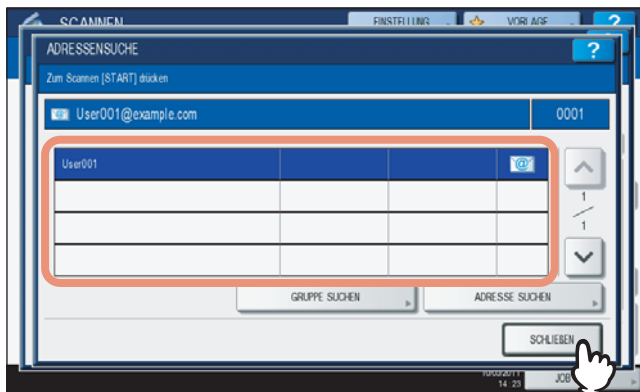 SCANNEN EINSTELLUNG VORLAGE ?
ADRESSENSUCHE ?
Zum Scannen [START] drücken
User001@example.com 0001
User001
1
1
GRUPPE SUCHEN ADRESSE SUCHEN
SCHLIEßEN
14:23 JOB